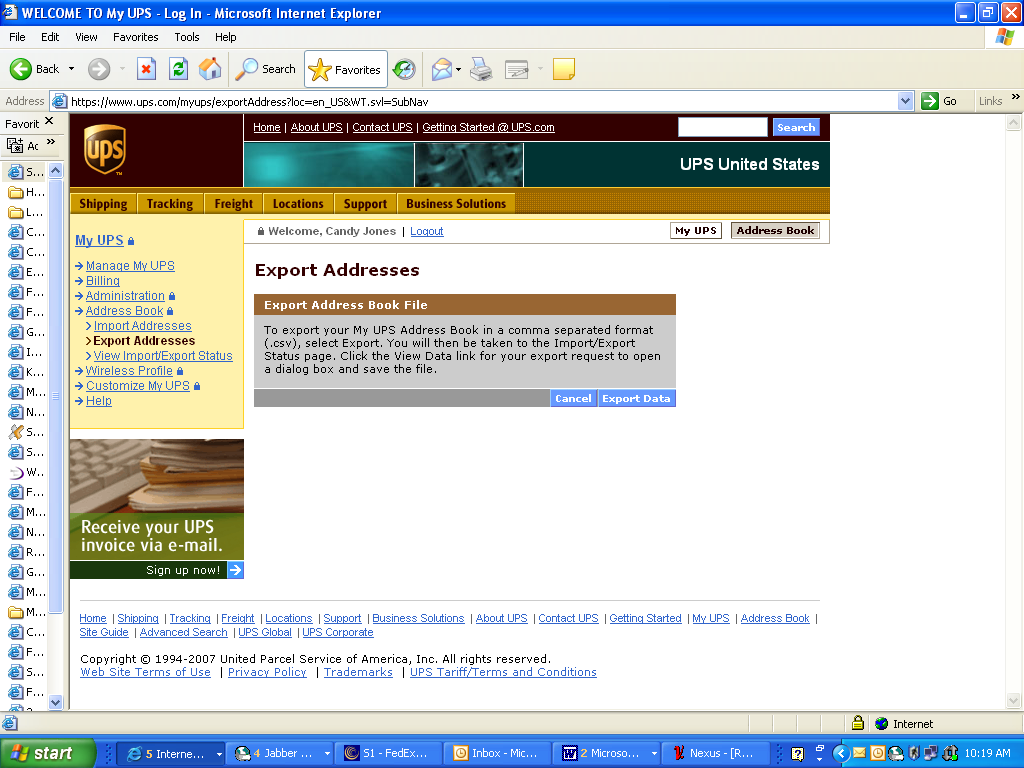 WELCOME TO My UPS - Log In - Microsoft Internet Explorer
File Edit View Favorites Tools Help
Back Search Favorites
Address https://www.ups.com/myups/exportAddress?loc=en_US&WT.svl=SubNav Go Links »
Favorit
Ac »
S...
H...
L...
C...
C...
E...
F...
F...
G...
I...
K...
M...
N...
S...
S...
W..
F...
M...
N...
R...
G...
M...
M...
C...
F...
S...
F...
ups
Home | About UPS | Contact UPS | Getting Started @ UPS.com
Search
UPS United States
Shipping Tracking Freight Locations Support Business Solutions
Welcome, Candy Jones | Logout
My UPS Address Book
My UPS
Manage My UPS
Billing
Administration
Address Book
Import Addresses
Export Addresses
View Import/Export Status
Wireless Profile
Customize My UPS
Help
Receive your UPS
invoice via e-mail.
Sign up now!
Export Addresses
Export Address Book File
To export your My UPS Address Book in a comma separated format
(.csv), select Export. You will then be taken to the Import/Export
Status page. Click the View Data link for your export request to open
a dialog box and save the file.
Cancel Export Data
Home | Shipping | Tracking | Freight | Locations | Support | Business Solutions | About UPS | Contact UPS | Getting Started | My UPS | Address Book |
Site Guide | Advanced Search | UPS Global | UPS Corporate
Copyright © 1994-2007 United Parcel Service of America, Inc. All rights reserved.
Web Site Terms of Use | Privacy Policy | Trademarks | UPS Tariff/Terms and Conditions
Internet
start 5 Interne... 4 Jabber ... S1 - FedEx... Inbox - Mic... 2 Microso... Nexus - [R... 10:19 AM